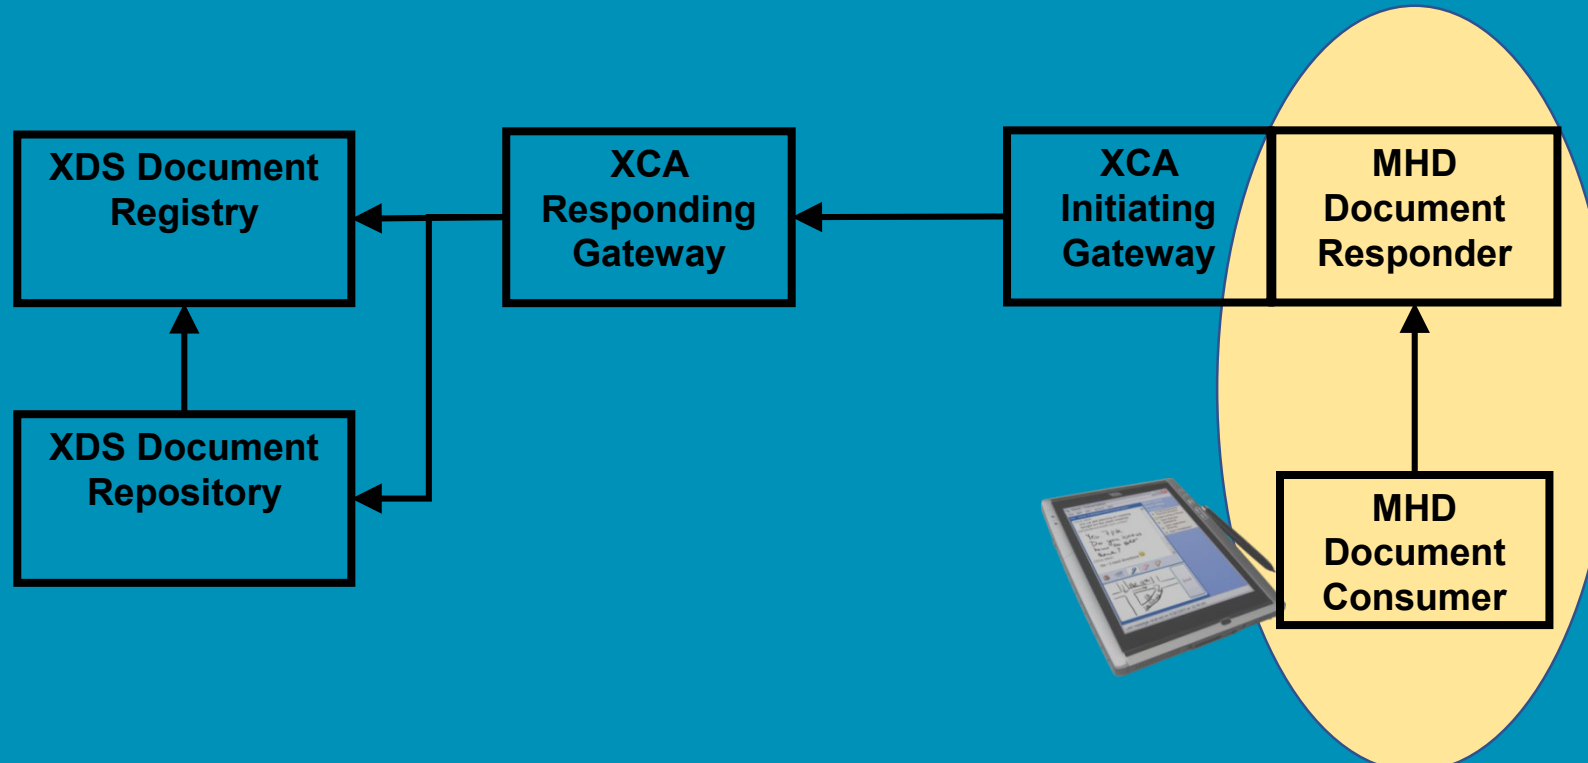 XDS Document
Registry
XCA
Responding
Gateway
XCA
Initiating
Gateway
MHD
Document
Responder
XDS Document
Repository
MHD
Document
Consumer